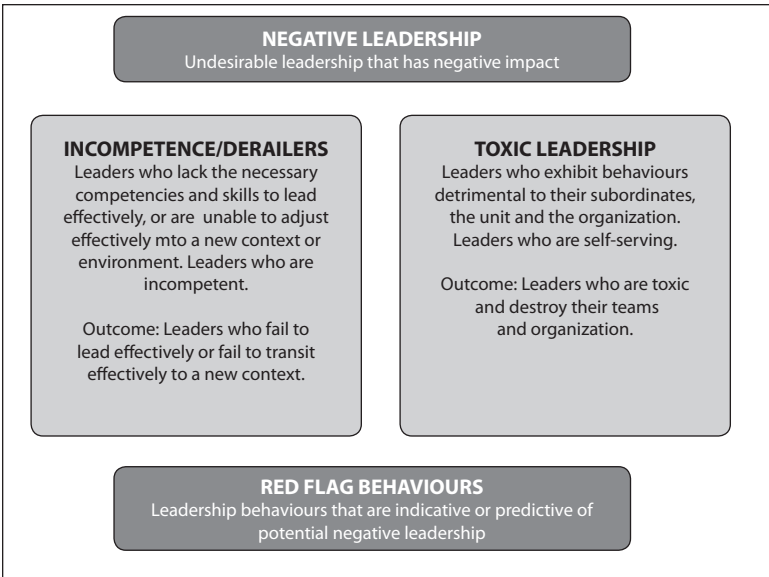 NEGATIVE LEADERSHIP
Undesirable leadership that has negative impact
INCOMPETENCE/DERAILERS
Leaders who lack the necessary
competencies and skills to lead
effectively, or are unable to adjust
effectively mto a new context or
environment. Leaders who are
incompetent.
Outcome: Leaders who fail to
lead effectively or fail to transit
effectively to a new context.
TOXIC LEADERSHIP
Leaders who exhibit behaviours
detrimental to their subordinates,
the unit and the organization.
Leaders who are self-serving.
Outcome: Leaders who are toxic
and destroy their teams
and organization.
RED FLAG BEHAVIOURS
Leadership behaviours that are indicative or predictive of
potential negative leadership